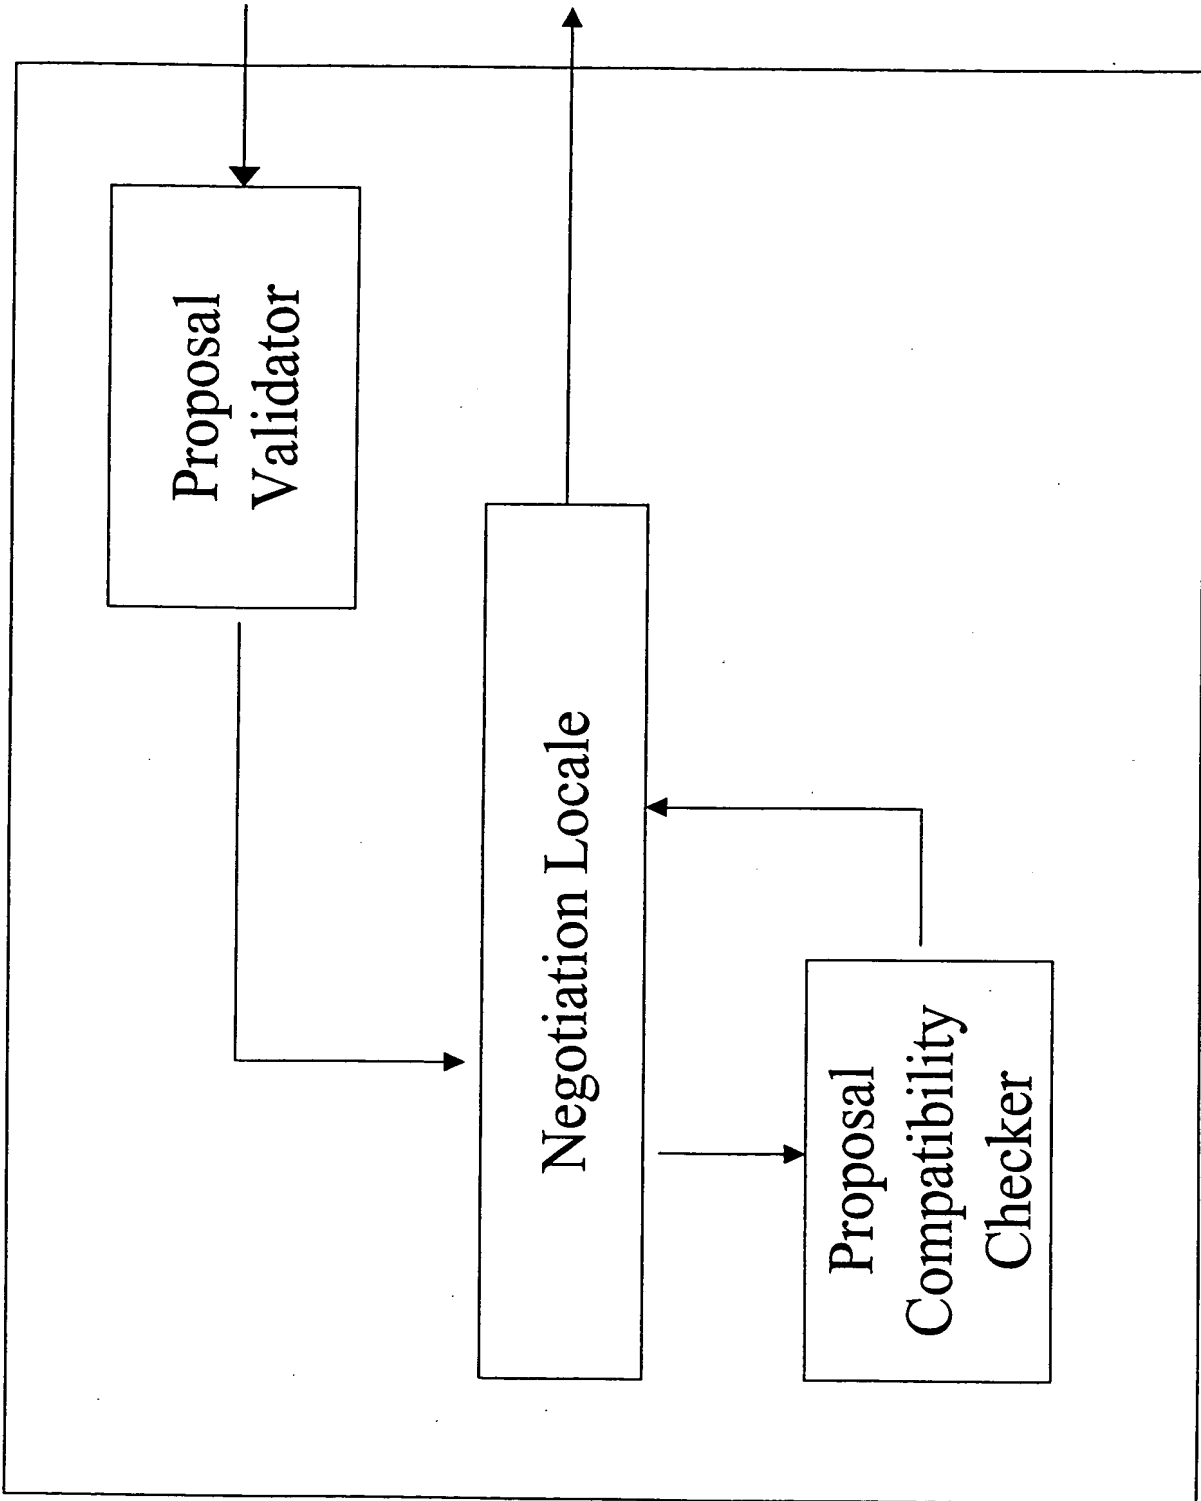 Proposal
Validator
Negotiation Locale
Proposal
Compatibility
Checker